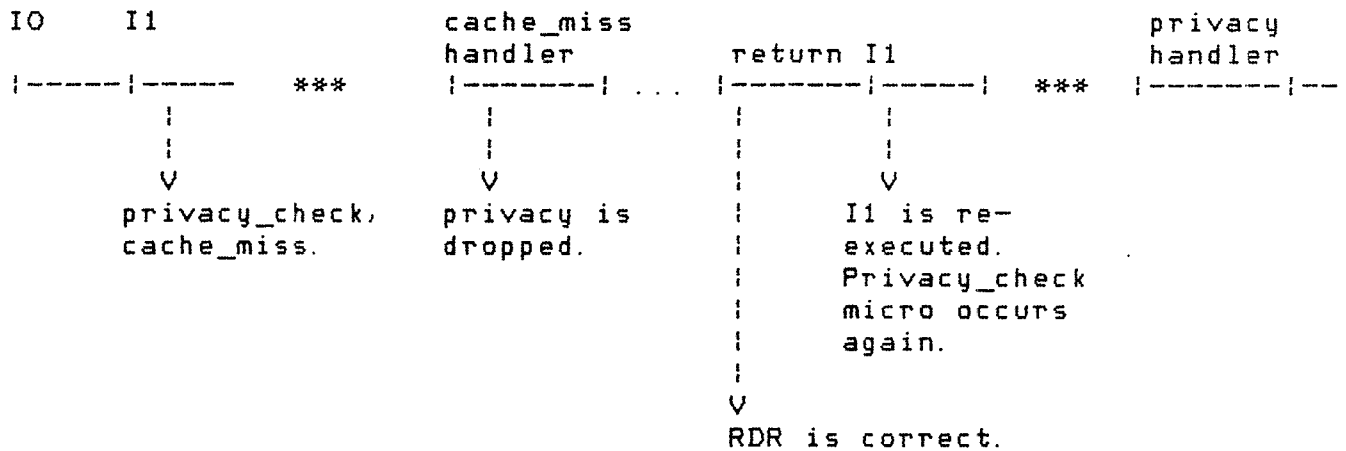 IO     I1                  cache_miss                             privacy
                           handler      return I1                 handler
|-----|-----   ***      |-------| ... |-------|-----|  ***  |-------|--
          |                   |               |         |
          |                   |               |         |
          V                   V               |         V
       privacy_check,      privacy is         |      I1 is re-
       cache_miss.         dropped.           |      executed.
                                              |      Privacy_check
                                              |      micro occurs
                                              |      again.
                                              |
                                              V
                                              RDR is correct.